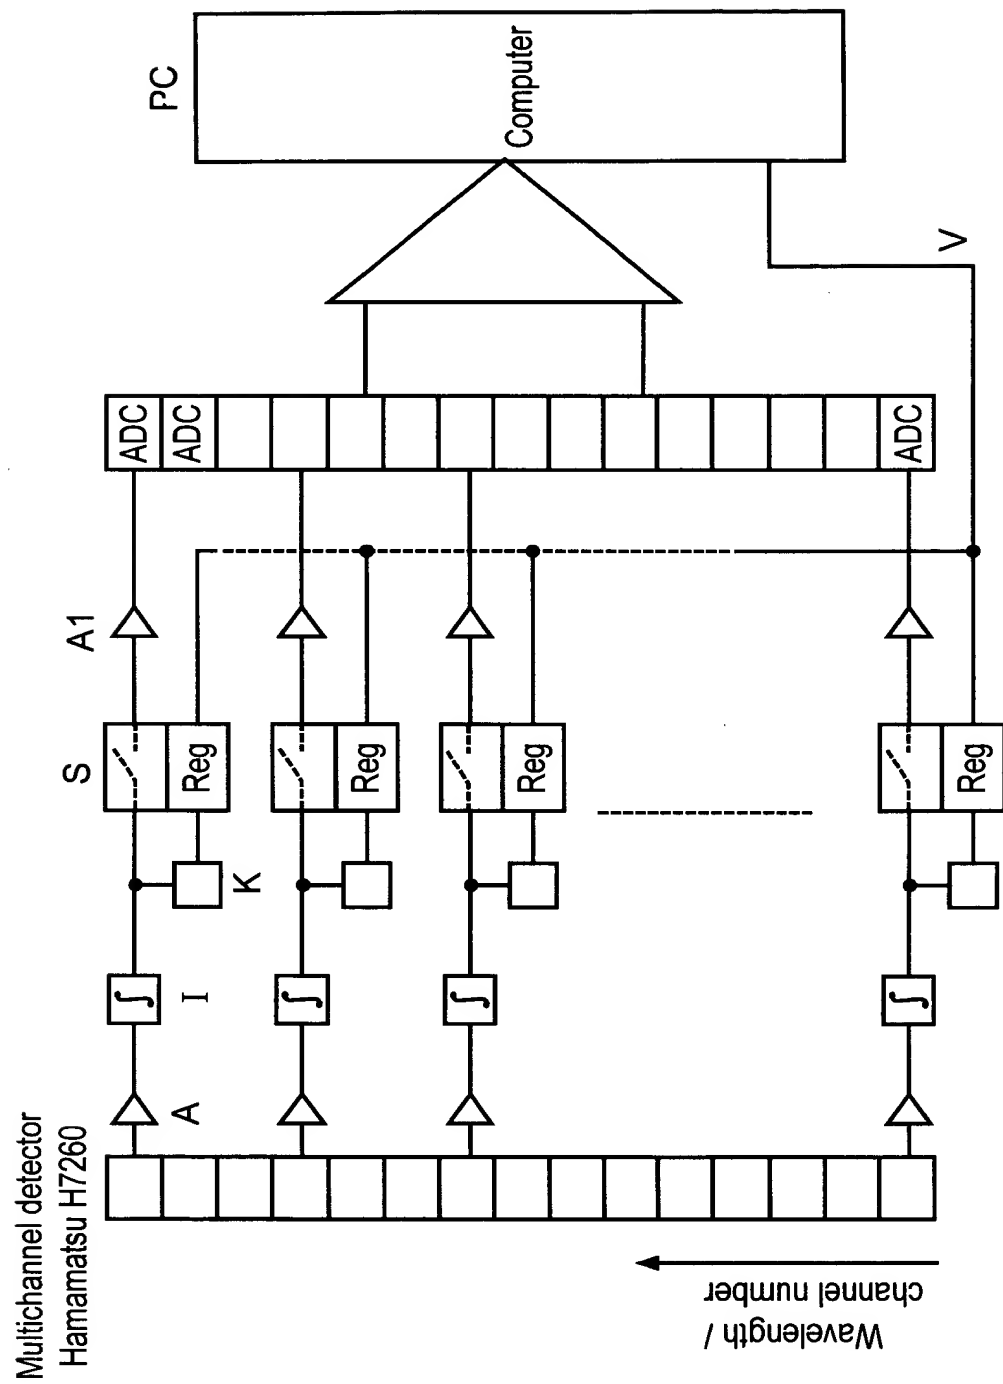 Multichannel detector
Hamamatsu H7260
Wavelength /
channel number
A
I
K
S
A1
Reg
Reg
Reg
Reg
ADC
ADC
ADC
V
PC
Computer